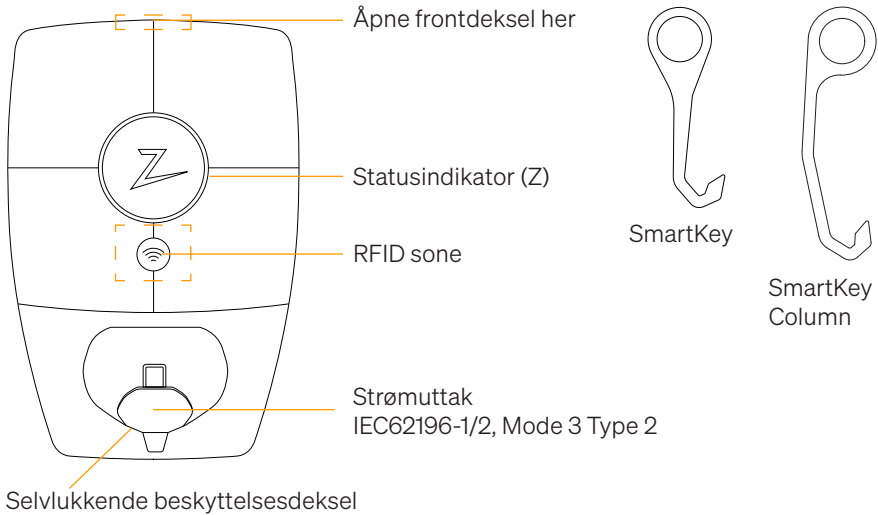 Åpne frontdeksel her
Statusindikator (Z)
RFID sone
Strømuttak
IEC62196-1/2, Mode 3 Type 2
Selvlukkende beskyttelsesdeksel
SmartKey
SmartKey
Column